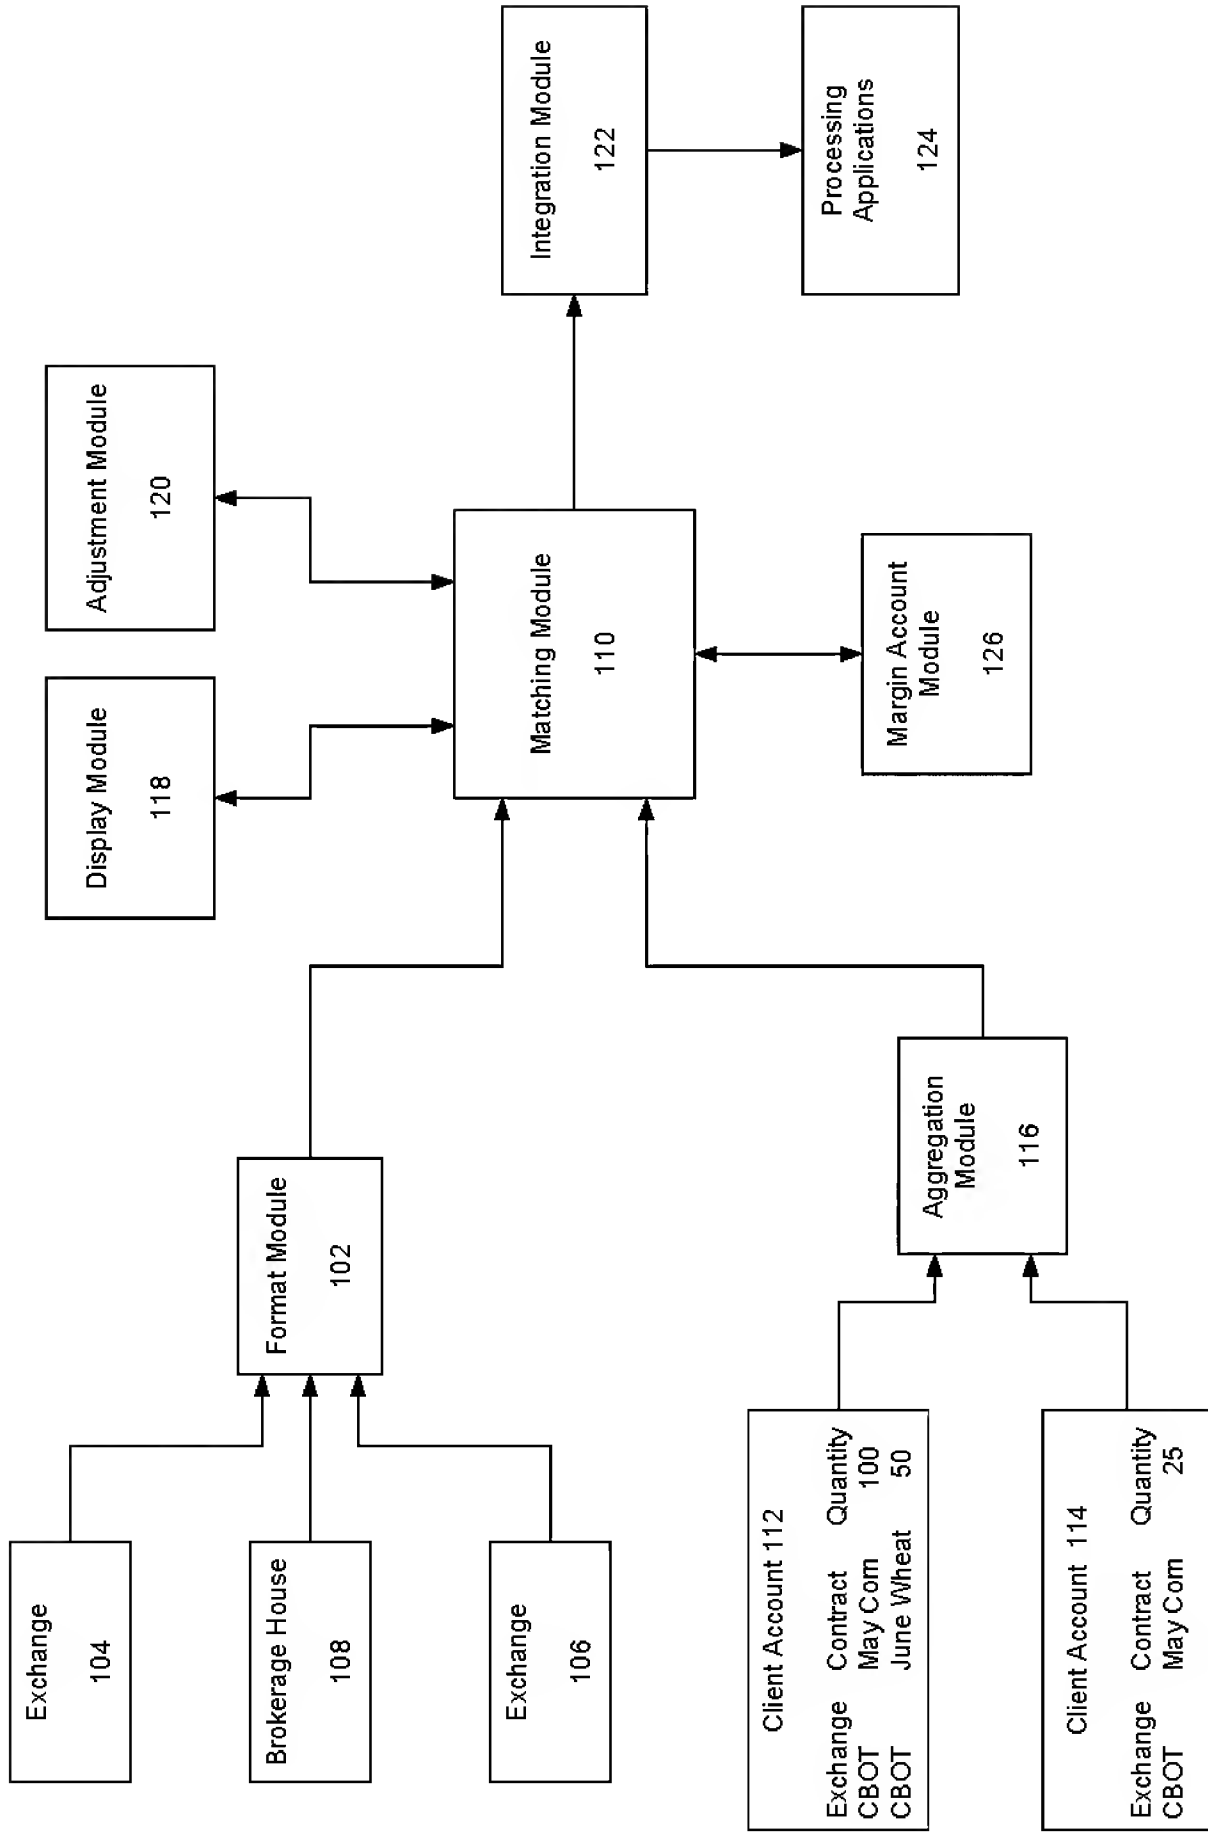 Exchange
104
Brokerage House
108
Exchange
106
Format Module
102
Display Module
118
Adjustment Module
120
Matching Module
110
Integration Module
122
Processing
Applications
124
Margin Account
Module
126
Aggregation
Module
116
Client Account 112
Exchange Contract Quantity
CBOT May Corn 100
CBOT June Wheat 50
Client Account 114
Exchange Contract Quantity
CBOT May Corn 25